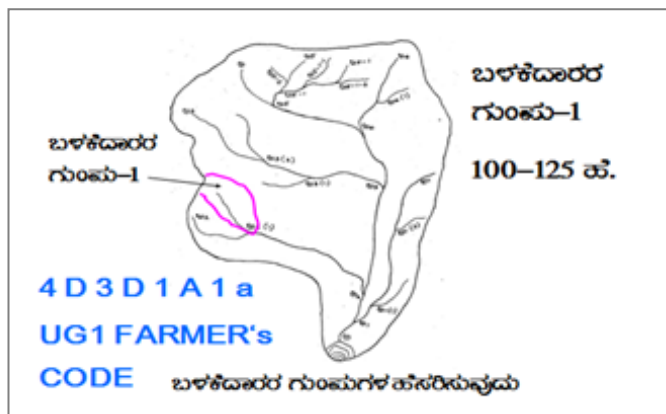 ಬಳಕೆದಾರರ
ಗುಂಪು–1
100–125 ಹೆ.
ಬಳಕೆದಾರರ
ಗುಂಪು–1
4 D 3 D 1 A 1 a
UG1 FARMER's
CODE
ಬಳಕೆದಾರರ ಗುಂಪುಗಳ ಹೆಸರಿಸುವುದು